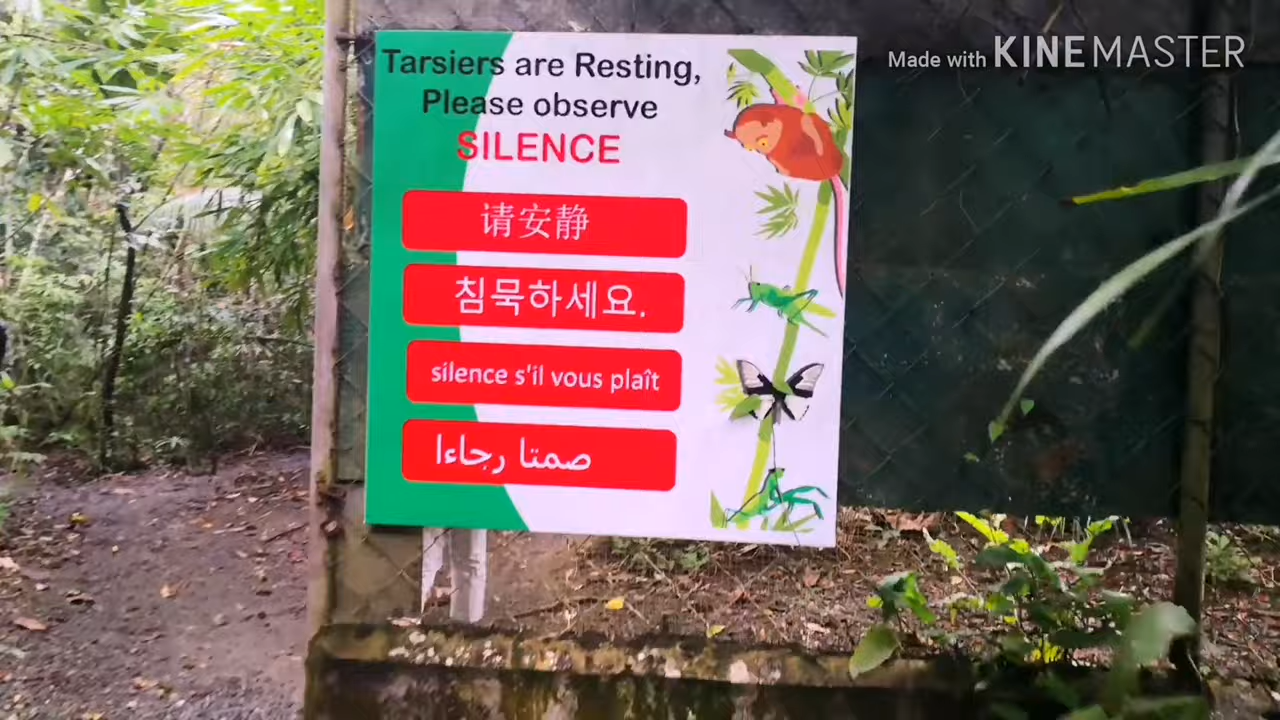 Tarsiers are Resting,
Please observe
SILENCE
请安静
침묵하세요.
silence s'il vous plaît
صمتا رجاءا
Made with KINEMASTER